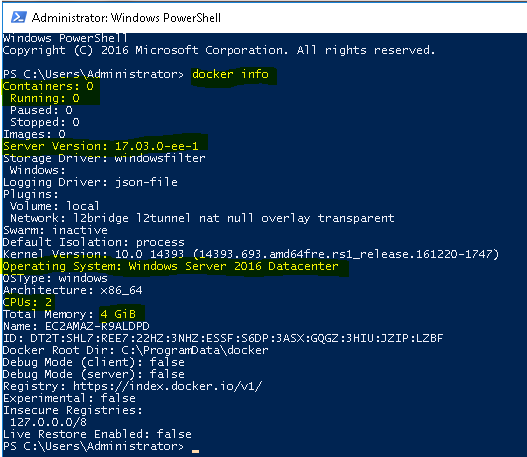 Administrator: Windows PowerShell
Windows PowerShell
Copyright (C) 2016 Microsoft Corporation. All rights reserved.
PS C:\Users\Administrator> docker info
Containers: 0
Running: 0
Paused: 0
Stopped: 0
Images: 0
Server Version: 17.03.0-ee-1
Storage Driver: windowsfilter
Windows:
Logging Driver: json-file
Plugins:
Volume: local
Network: l2bridge l2tunnel nat null overlay transparent
Swarm: inactive
Default Isolation: process
Kernel Version: 10.0 14393 (14393.693.amd64fre.rs1_release.161220-1747)
Operating System: Windows Server 2016 Datacenter
OSType: windows
Architecture: x86_64
CPUs: 2
Total Memory: 4 GiB
Name: EC2AMAZ-R9ALDPD
ID: DTZT:SHL7:REE7:22HZ:3NHZ:ESSF:S6DP:3ASX:GQGZ:3HIU:JZIP:LZBF
Docker Root Dir: C:\ProgramData\docker
Debug Mode (client): false
Debug Mode (server): false
Registry: https://index.docker.io/v1/
Experimental: false
Insecure Registries:
127.0.0.0/8
Live Restore Enabled: false
PS C:\Users\Administrator>